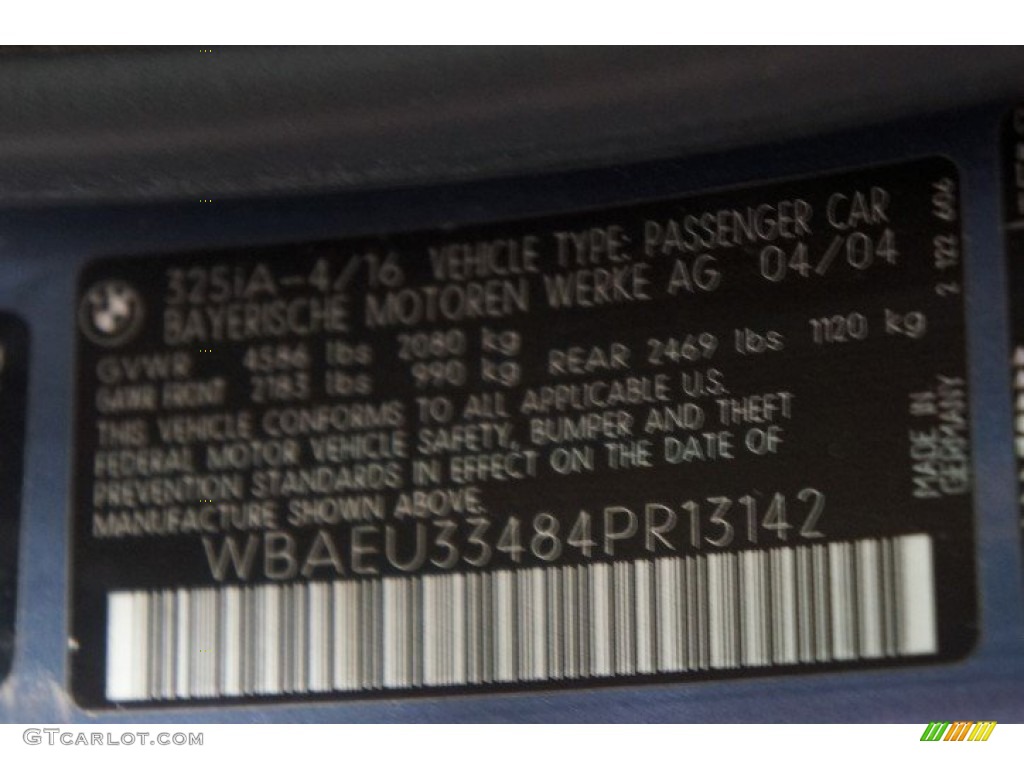 325iA-4/16 VEHICLE TYPE: PASSENGER CAR
BAYERISCHE MOTOREN WERKE AG 04/04
GVWR 4586 lbs 2080 kg
GAWR FRONT 2183 lbs 990 kg REAR 2469 lbs 1120 kg
THIS VEHICLE CONFORMS TO ALL APPLICABLE U.S.
FEDERAL MOTOR VEHICLE SAFETY, BUMPER AND THEFT
PREVENTION STANDARDS IN EFFECT ON THE DATE OF
MANUFACTURE SHOWN ABOVE.
WBAEU33484PR13142
2 122 606
MADE IN
GERMANY
GTCARLOT.COM